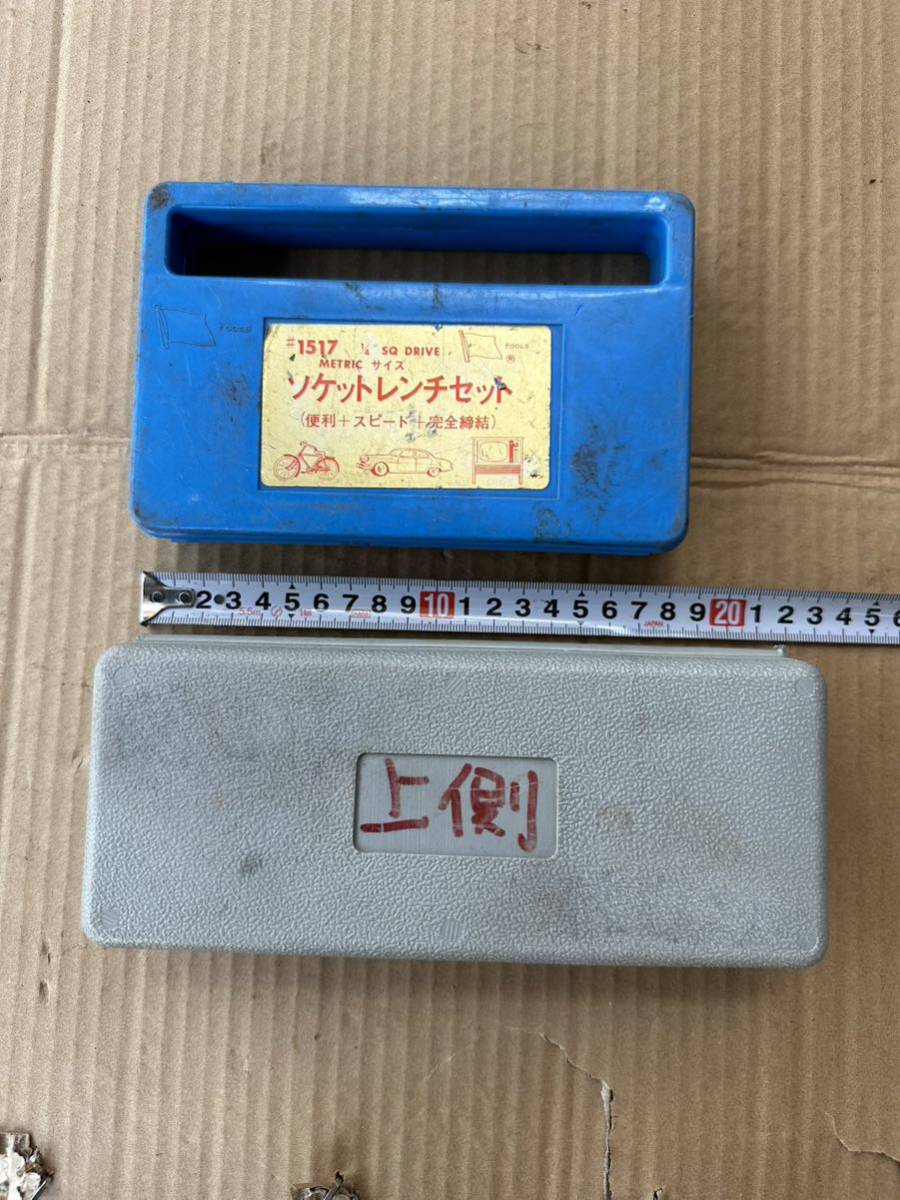 TOOLS
#1517 ¼" SQ DRIVE TOOLS
METRIC サイズ
ソケットレンチセット
(便利+スピード+完全締結)
2 3 4 5 6 7 8 9 10 1 2 3 4 5 6 7 8 9 20 1 2 3 4 5 6
5.5m JAPAN
上側